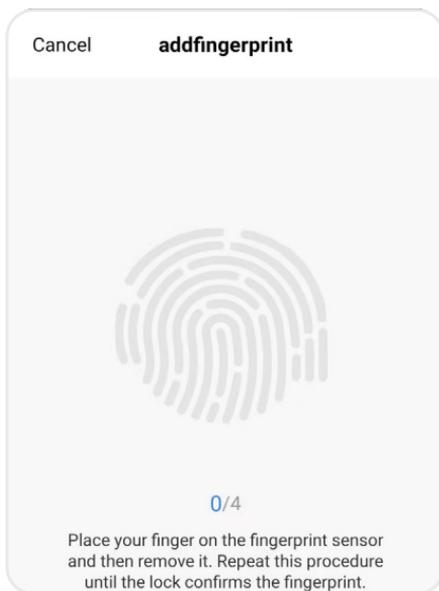 Cancel addfingerprint
0/4
Place your finger on the fingerprint sensor
and then remove it. Repeat this procedure
until the lock confirms the fingerprint.